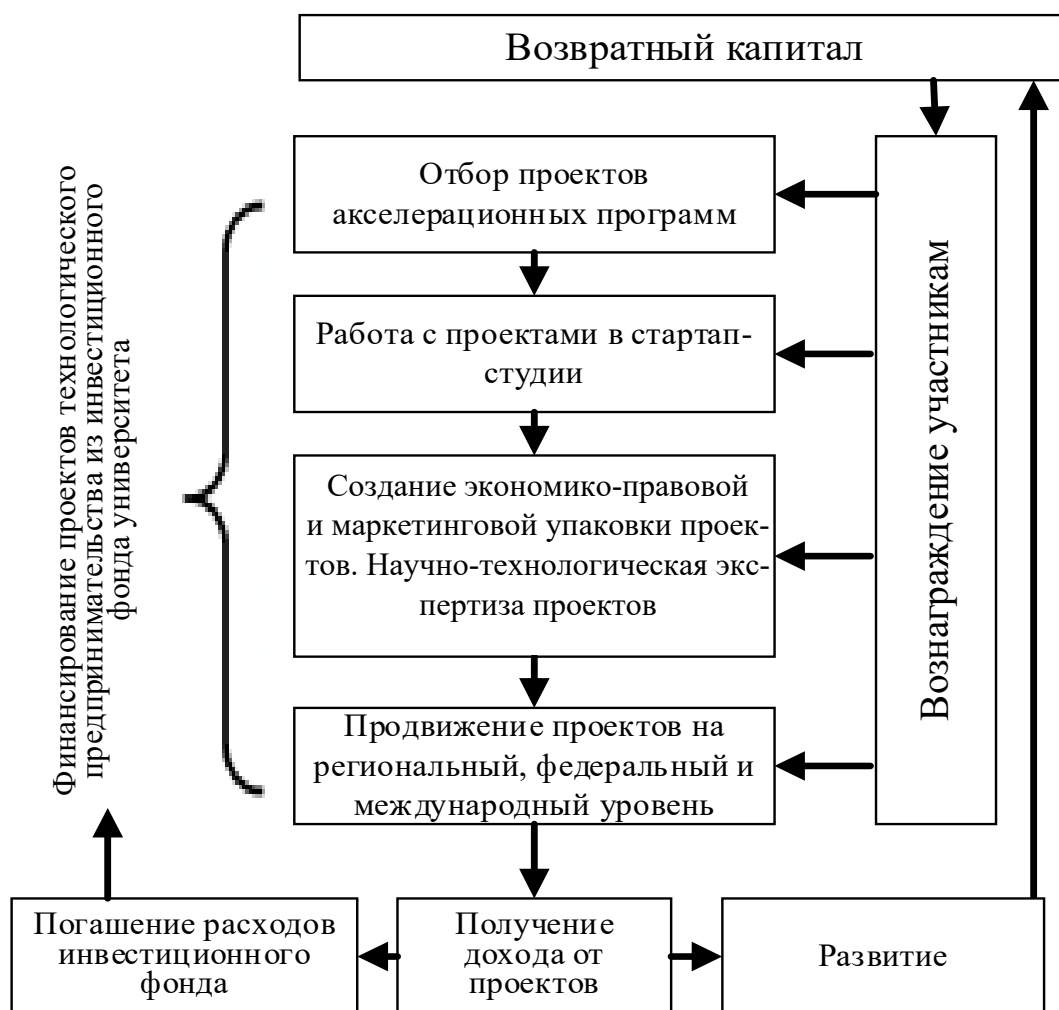 Возвратный капитал
Отбор проектов
акселерационных программ
Работа с проектами в стартап-
студии
Создание экономико-правовой
и маркетинговой упаковки проек-
тов. Научно-технологическая экс-
пертиза проектов
Продвижение проектов на
региональный, федеральный и
международный уровень
Вознаграждение участникам
Финансирование проектов технологического
предпринимательства из инвестиционного
фонда университета
Погашение расходов
инвестиционного
фонда
Получение
дохода от
проектов
Развитие